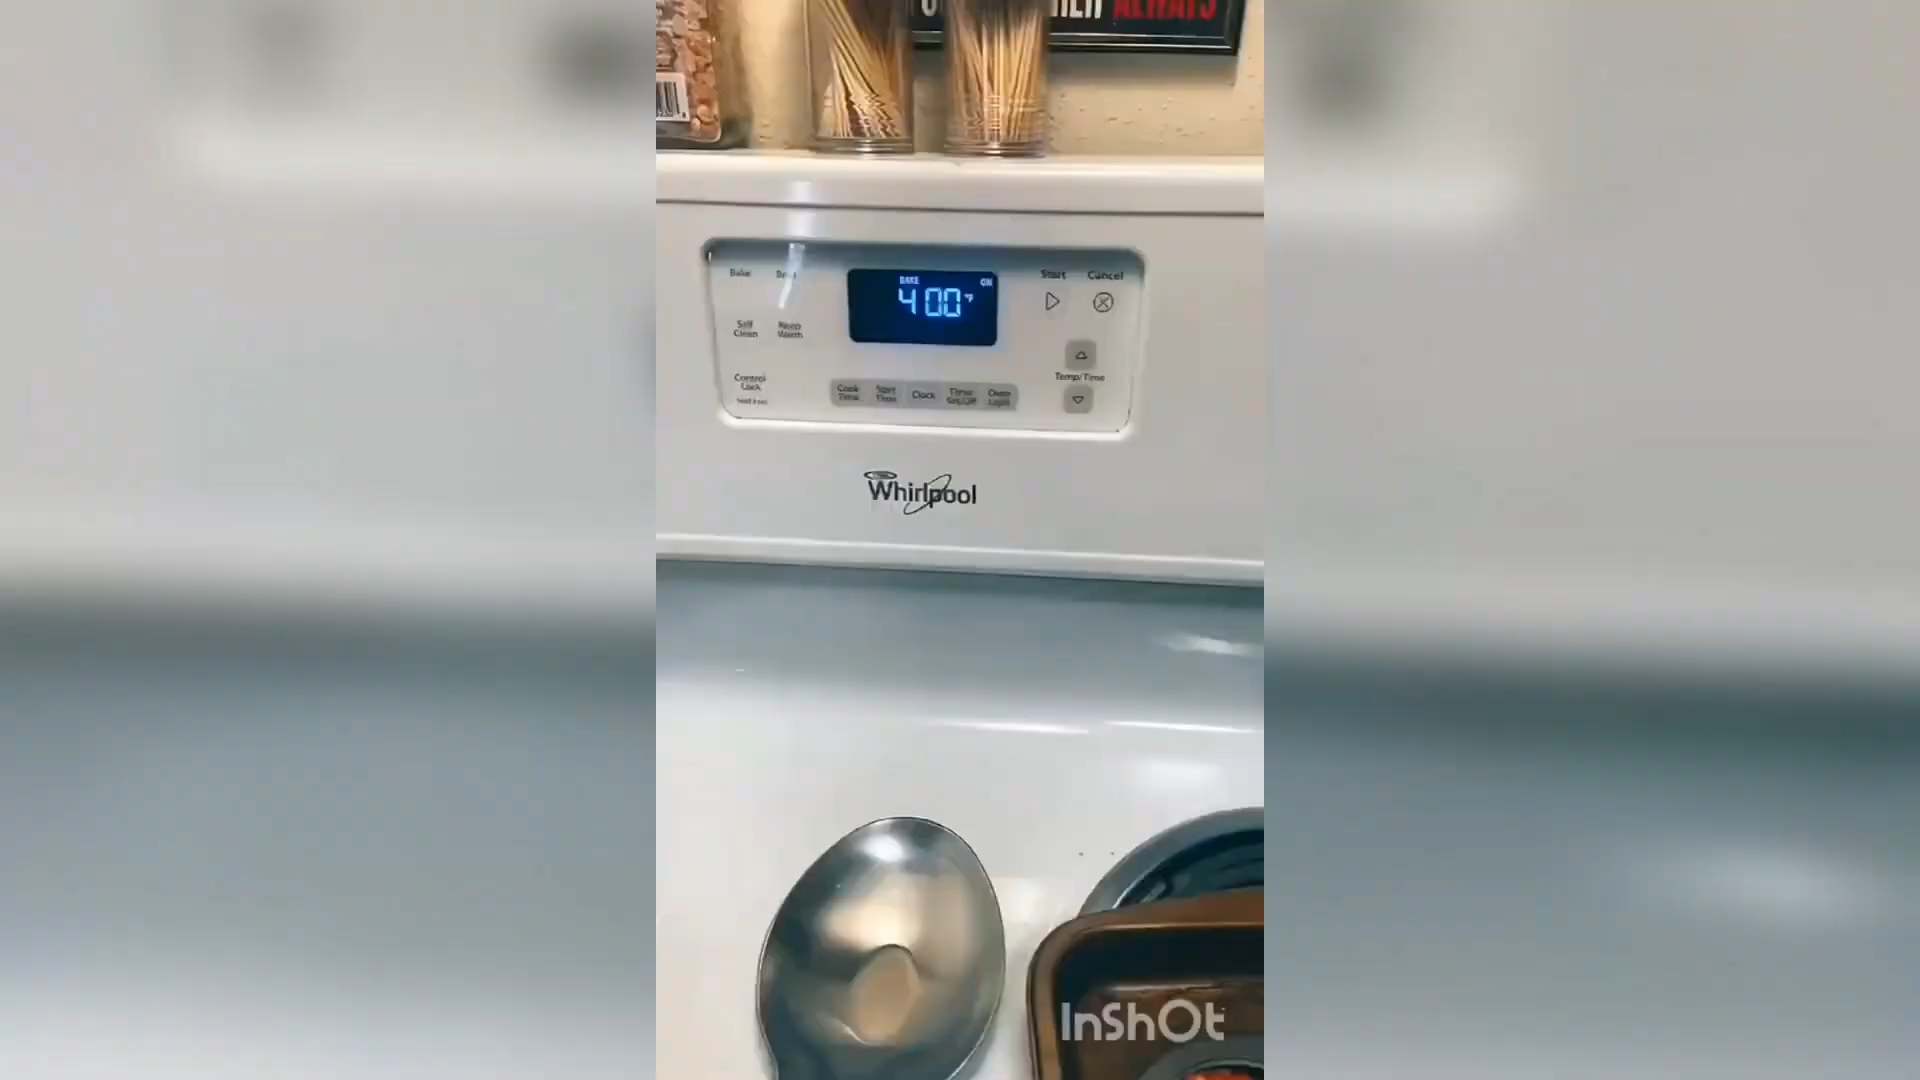 ALWAYS
Bake
BAKE
ON
400°F
Start
Cancel
Self
Clean
Keep
Warm
Control
Lock
Temp/Time
Cook
Time
Start
Time
Clock
Timer
Set/Off
Oven
Light
Whirlpool
InShOt